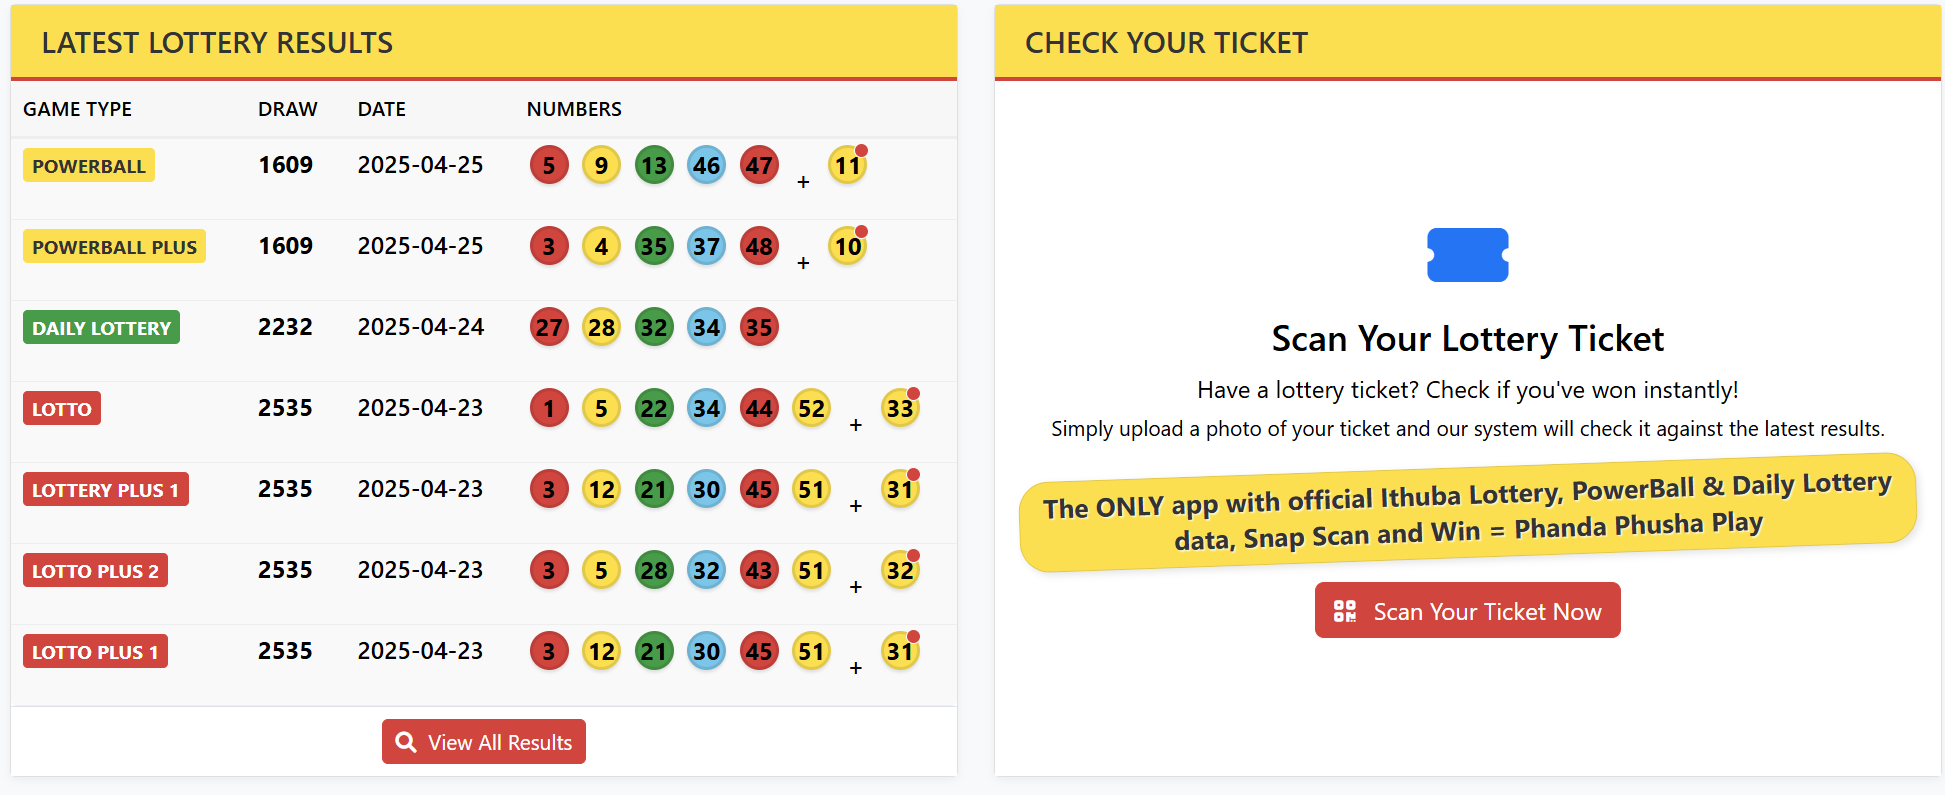 LATEST LOTTERY RESULTS
GAME TYPE DRAW DATE NUMBERS
POWERBALL 1609 2025-04-25 5 9 13 46 47 + 11
POWERBALL PLUS 1609 2025-04-25 3 4 35 37 48 + 10
DAILY LOTTERY 2232 2025-04-24 27 28 32 34 35
LOTTO 2535 2025-04-23 1 5 22 34 44 52 + 33
LOTTERY PLUS 1 2535 2025-04-23 3 12 21 30 45 51 + 31
LOTTO PLUS 2 2535 2025-04-23 3 5 28 32 43 51 + 32
LOTTO PLUS 1 2535 2025-04-23 3 12 21 30 45 51 + 31
View All Results
CHECK YOUR TICKET
Scan Your Lottery Ticket
Have a lottery ticket? Check if you've won instantly!
Simply upload a photo of your ticket and our system will check it against the latest results.
The ONLY app with official Ithuba Lottery, PowerBall & Daily Lottery
data, Snap Scan and Win = Phanda Phusha Play
Scan Your Ticket Now